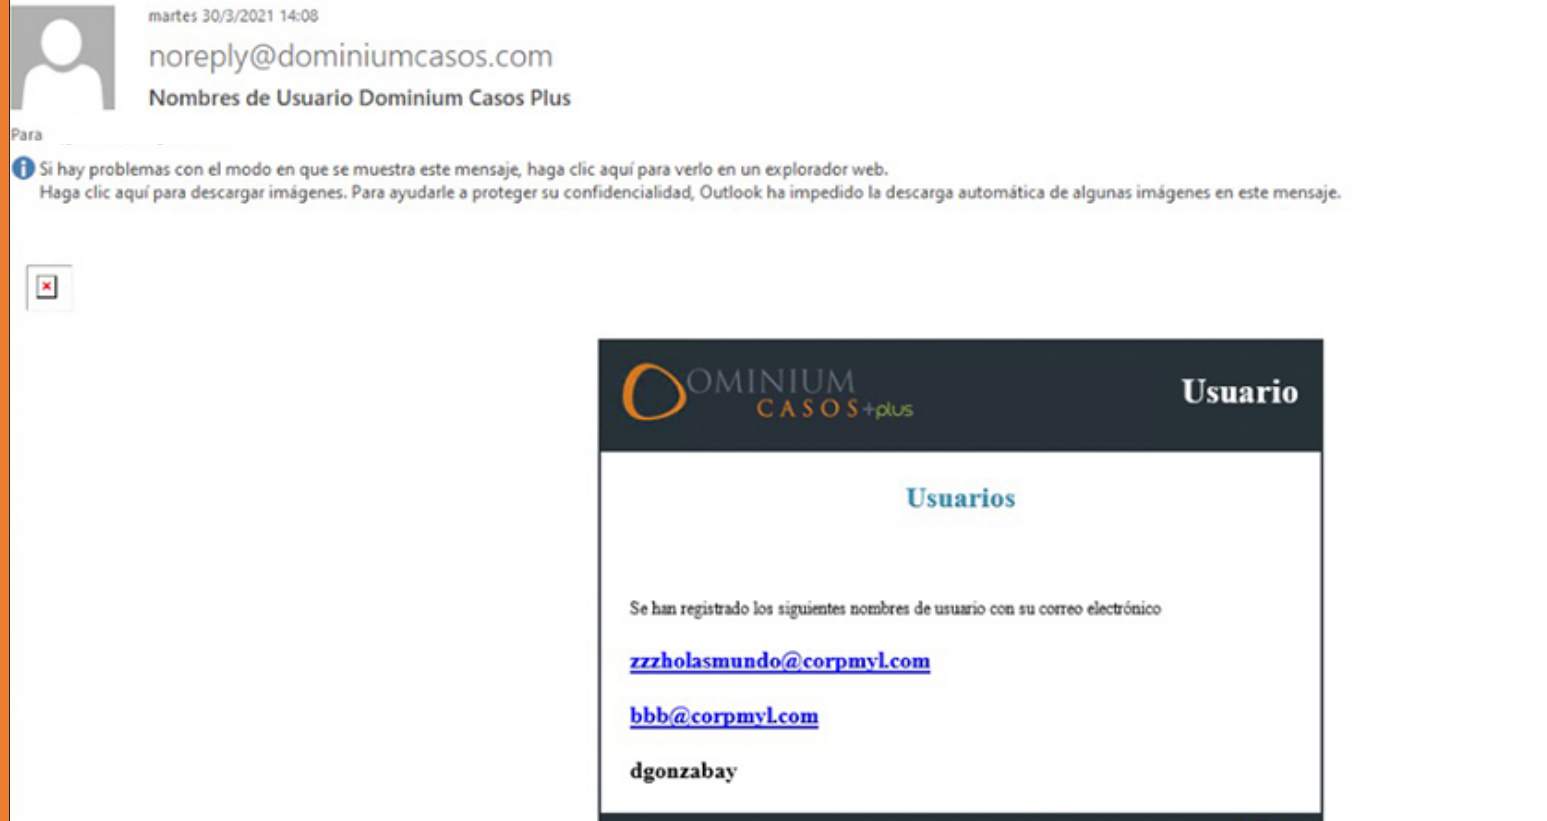 martes 30/3/2021 14:08
noreply@dominiumcasos.com
Nombres de Usuario Dominium Casos Plus
Para
Si hay problemas con el modo en que se muestra este mensaje, haga clic aquí para verlo en un explorador web.
Haga clic aquí para descargar imágenes. Para ayudarle a proteger su confidencialidad, Outlook ha impedido la descarga automática de algunas imágenes en este mensaje.
DOMINIUM
CASOS+plus
Usuario
Usuarios
Se han registrado los siguientes nombres de usuario con su correo electrónico
zzzholasmundo@corpmyl.com
bbb@corpmyl.com
dgonzabay